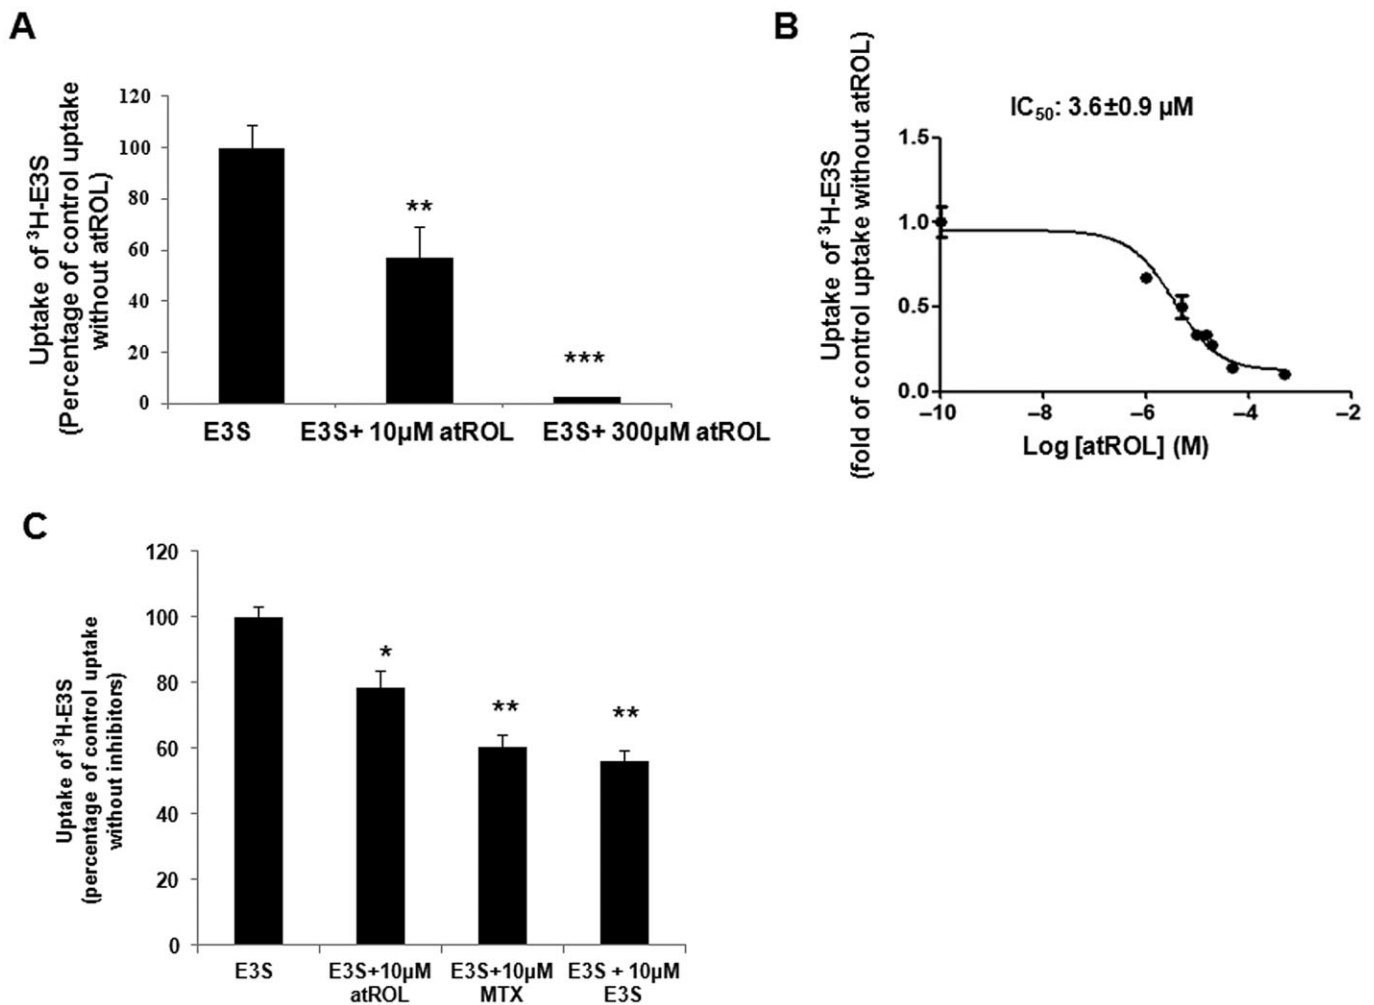 A
Uptake of ³H-E3S
(Percentage of control uptake
without atROL)
120
100
80
60
40
20
0
**
***
E3S
E3S+ 10µM atROL
E3S+ 300µM atROL
B
Uptake of ³H-E3S
(fold of control uptake without atROL)
IC₅₀: 3.6±0.9 µM
1.5
1.0
0.5
0.0
–10
–8
–6
–4
–2
Log [atROL] (M)
C
Uptake of ³H-E3S
(percentage of control uptake
without inhibitors)
120
100
80
60
40
20
0
*
**
**
E3S
E3S+10µM
atROL
E3S+10µM
MTX
E3S + 10µM
E3S